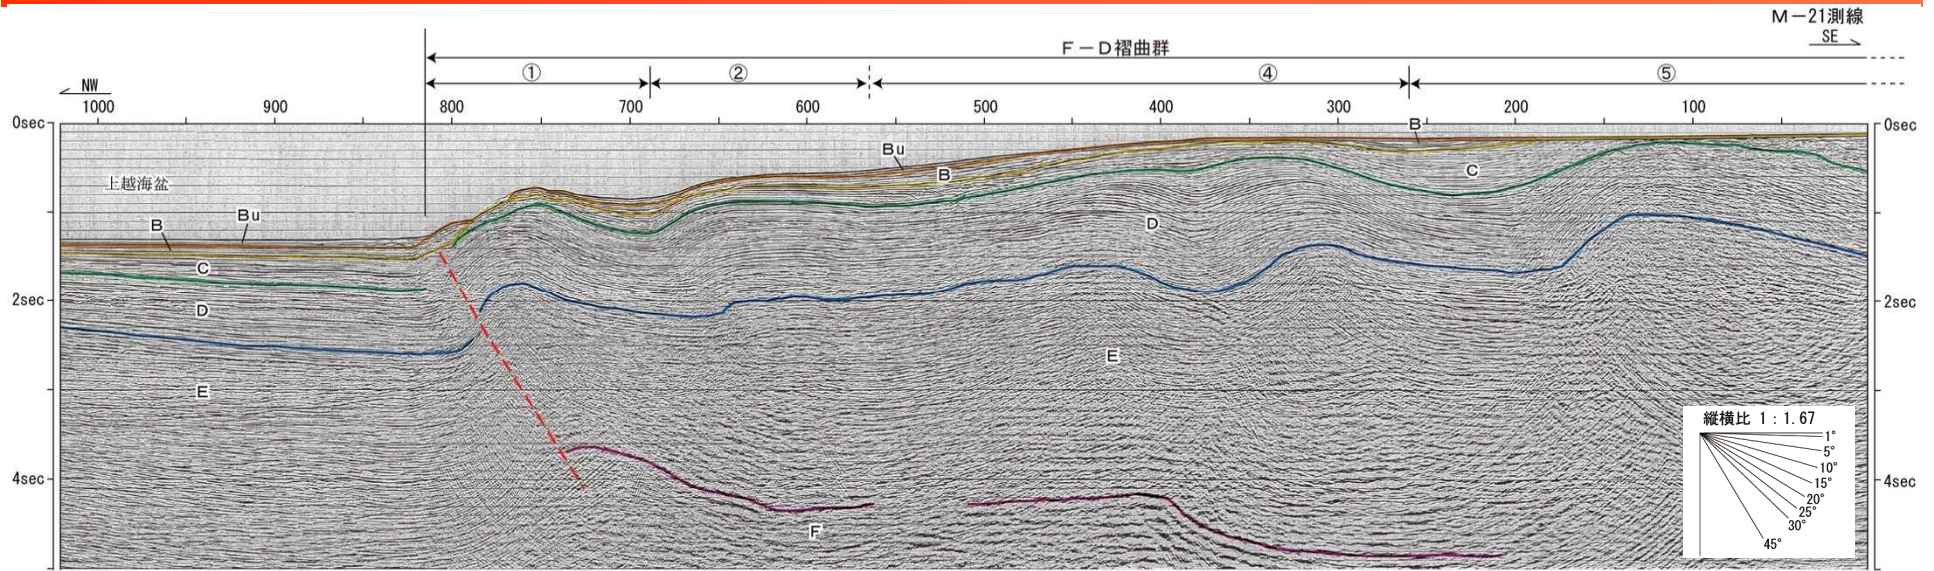 M-21測線
SE
F-D褶曲群
① ② ④ ⑤
NW
1000 900 800 700 600 500 400 300 200 100
0sec 0sec
B
Bu
B
C
上越海盆
Bu
B
D
C
2sec 2sec
D
E
E
縦横比 1:1.67
1°
5°
10°
15°
20°
25°
30°
45°
4sec 4sec
F